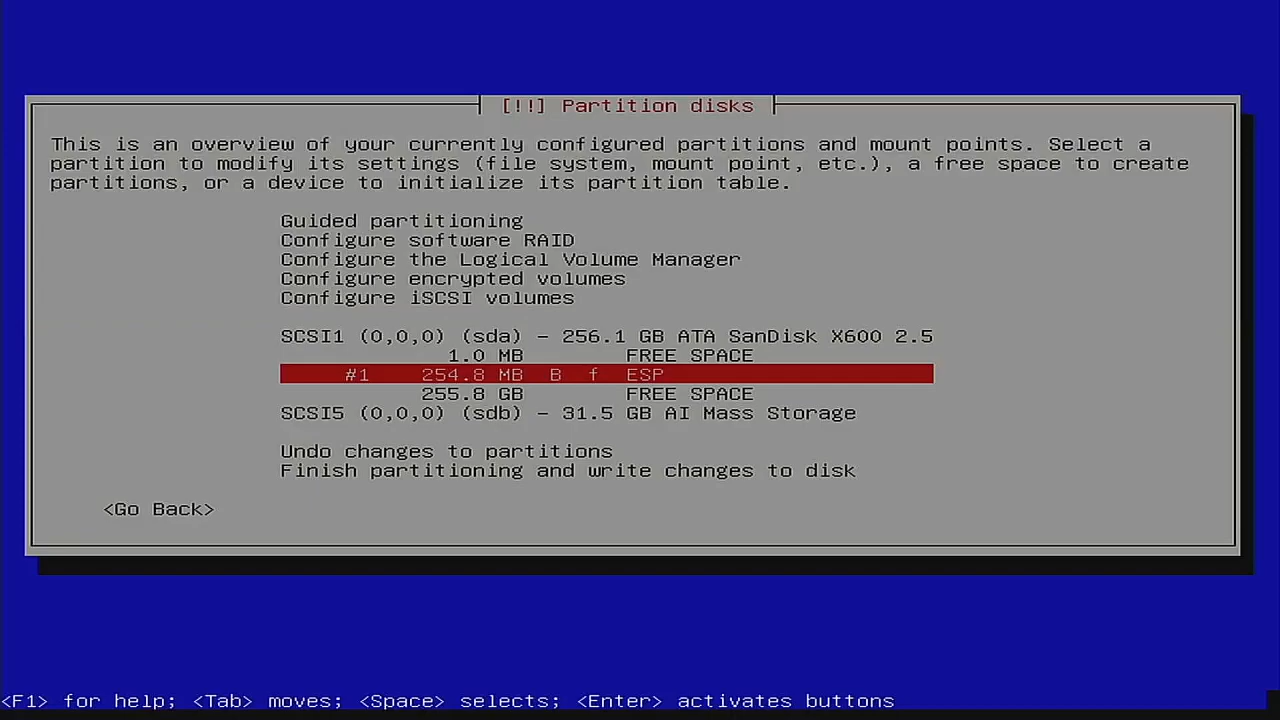 [!!] Partition disks
This is an overview of your currently configured partitions and mount points. Select a
partition to modify its settings (file system, mount point, etc.), a free space to create
partitions, or a device to initialize its partition table.
Guided partitioning
Configure software RAID
Configure the Logical Volume Manager
Configure encrypted volumes
Configure iSCSI volumes
SCSI1 (0,0,0) (sda) - 256.1 GB ATA SanDisk X600 2.5
1.0 MB FREE SPACE
#1 254.8 MB B f ESP
255.8 GB FREE SPACE
SCSI5 (0,0,0) (sdb) - 31.5 GB AI Mass Storage
Undo changes to partitions
Finish partitioning and write changes to disk
<Go Back>
<F1> for help; <Tab> moves; <Space> selects; <Enter> activates buttons